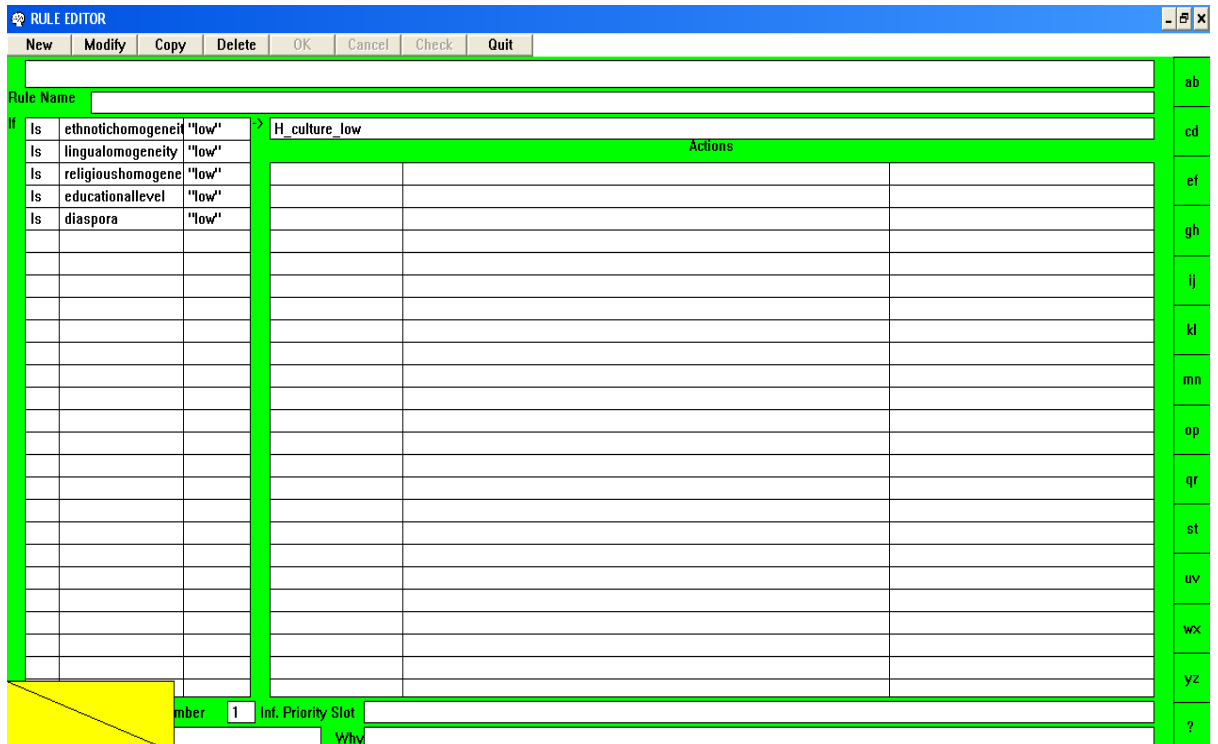 RULE EDITOR
New Modify Copy Delete OK Cancel Check Quit
Rule Name
If Is ethnotichomogeneit "low" -> H_culture_low
Is lingualomogeneity "low" Actions
Is religioushomogene "low"
Is educationallevel "low"
Is diaspora "low"
mber 1 Inf. Priority Slot
Why
ab
cd
ef
gh
ij
kl
mn
op
qr
st
uv
wx
yz
?